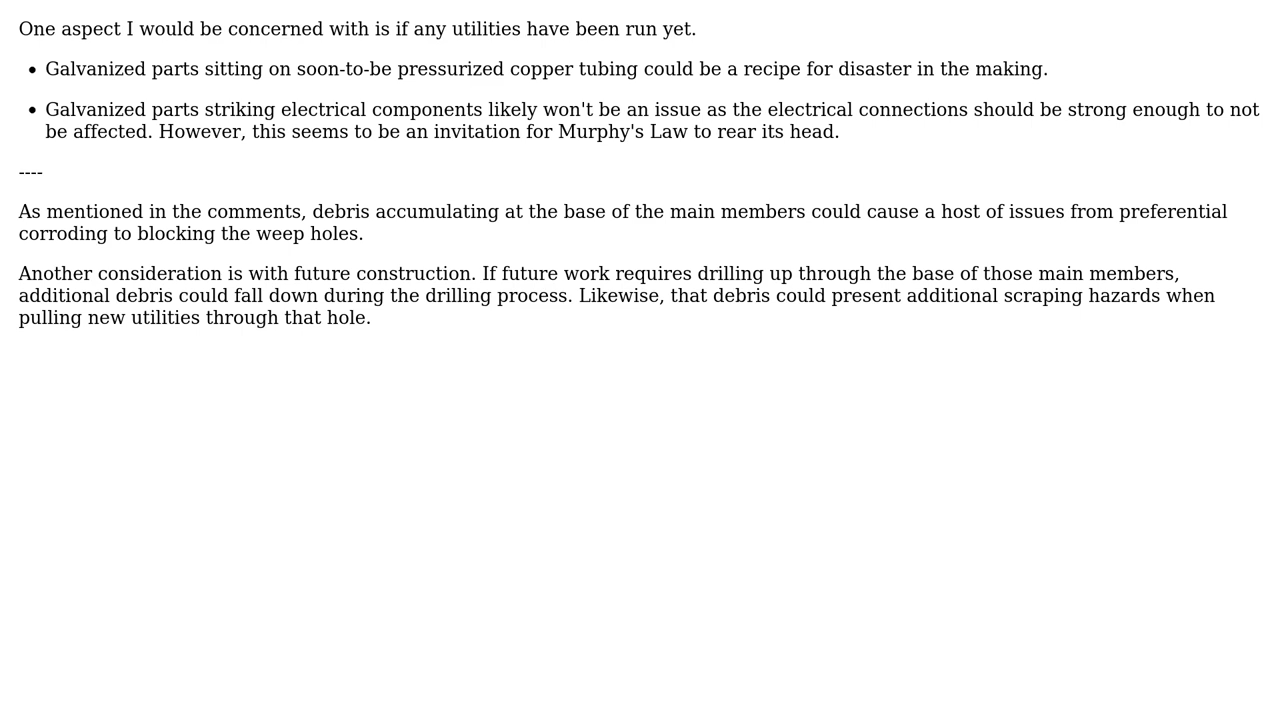 One aspect I would be concerned with is if any utilities have been run yet.
• Galvanized parts sitting on soon-to-be pressurized copper tubing could be a recipe for disaster in the making.
• Galvanized parts striking electrical components likely won't be an issue as the electrical connections should be strong enough to not
be affected. However, this seems to be an invitation for Murphy's Law to rear its head.
----
As mentioned in the comments, debris accumulating at the base of the main members could cause a host of issues from preferential
corroding to blocking the weep holes.
Another consideration is with future construction. If future work requires drilling up through the base of those main members,
additional debris could fall down during the drilling process. Likewise, that debris could present additional scraping hazards when
pulling new utilities through that hole.